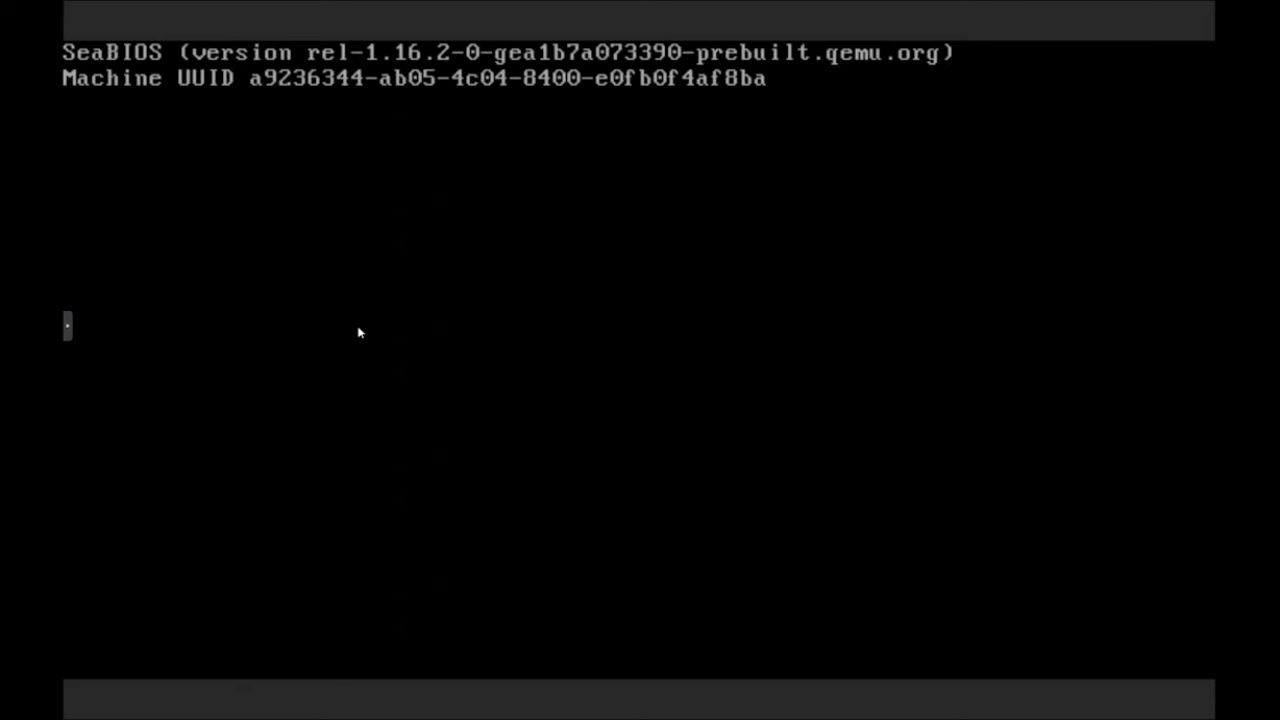 SeaBIOS (version rel-1.16.2-0-gea1b7a073390-prebuilt.qemu.org)
Machine UUID a9236344-ab05-4c04-8400-e0fb0f4af8ba